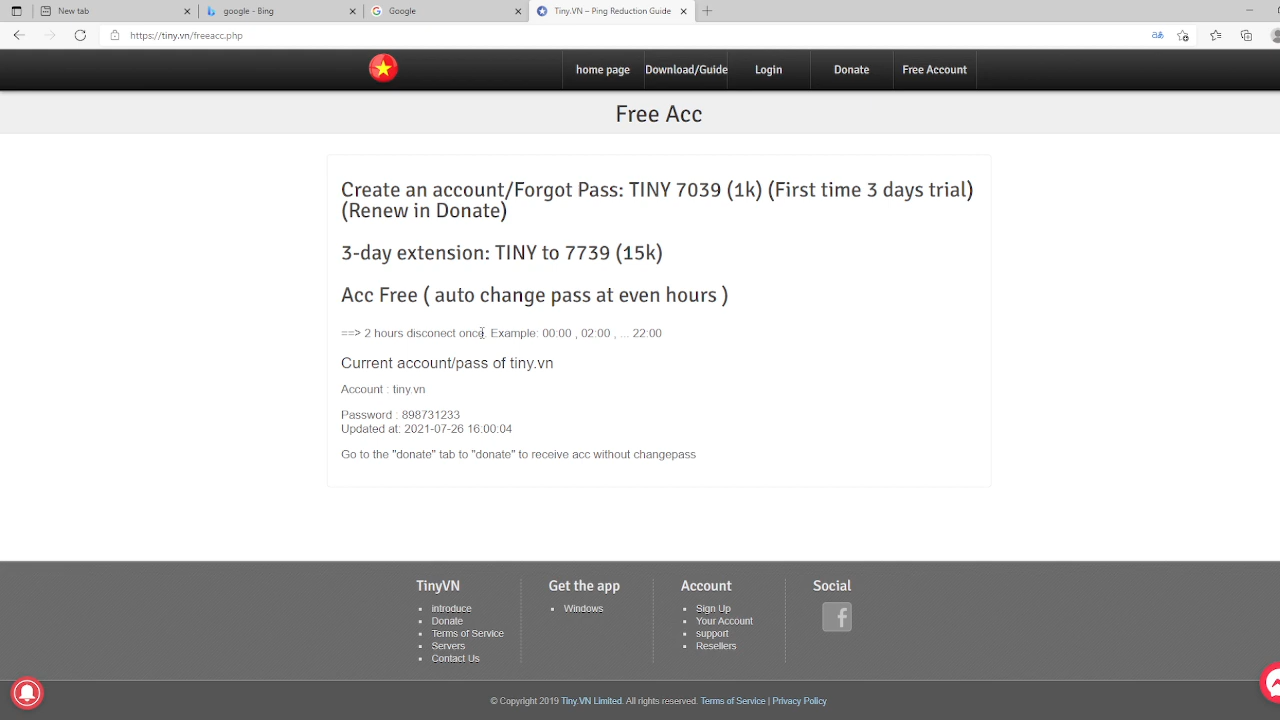 New tab
google - Bing
Google
Tiny.VN – Ping Reduction Guide
https://tiny.vn/freeacc.php
home page
Download/Guide
Login
Donate
Free Account
Free Acc
Create an account/Forgot Pass: TINY 7039 (1k) (First time 3 days trial)
(Renew in Donate)
3-day extension: TINY to 7739 (15k)
Acc Free ( auto change pass at even hours )
==> 2 hours disconect once. Example: 00:00 , 02:00 , ... 22:00
Current account/pass of tiny.vn
Account : tiny.vn
Password : 898731233
Updated at: 2021-07-26 16:00:04
Go to the "donate" tab to "donate" to receive acc without changepass
TinyVN
introduce
Donate
Terms of Service
Servers
Contact Us
Get the app
Windows
Account
Sign Up
Your Account
support
Resellers
Social
f
© Copyright 2019 Tiny.VN Limited. All rights reserved. Terms of Service | Privacy Policy